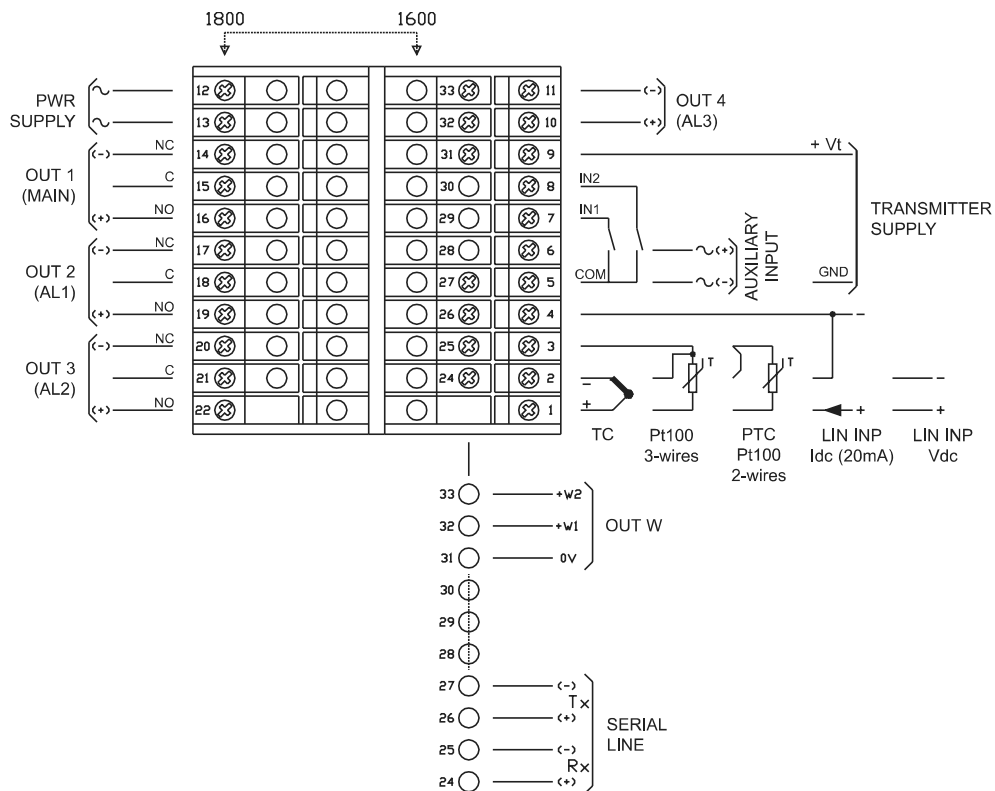 1800 1600
PWR
SUPPLY
12 33 11
13 32 10
(-)
(+)
OUT 4
(AL3)
OUT 1
(MAIN)
(-) NC 14 31 9 + Vt
C 15 30 8 IN2
(+) NO 16 29 7 IN1
OUT 2
(AL1)
(-) NC 17 28 6
C 18 27 5 COM
(+) NO 19 26 4 -
(+)
(-)
AUXILIARY
INPUT
GND
TRANSMITTER
SUPPLY
OUT 3
(AL2)
(-) NC 20 25 3
C 21 24 2
(+) NO 22 1
- T T -
+ + +
TC
Pt100
3-wires
PTC
Pt100
2-wires
LIN INP
Idc (20mA)
LIN INP
Vdc
33 +W2
32 +W1
31 0V
OUT W
30
29
28
27 (-)
Tx
26 (+)
25 (-)
Rx
24 (+)
SERIAL
LINE